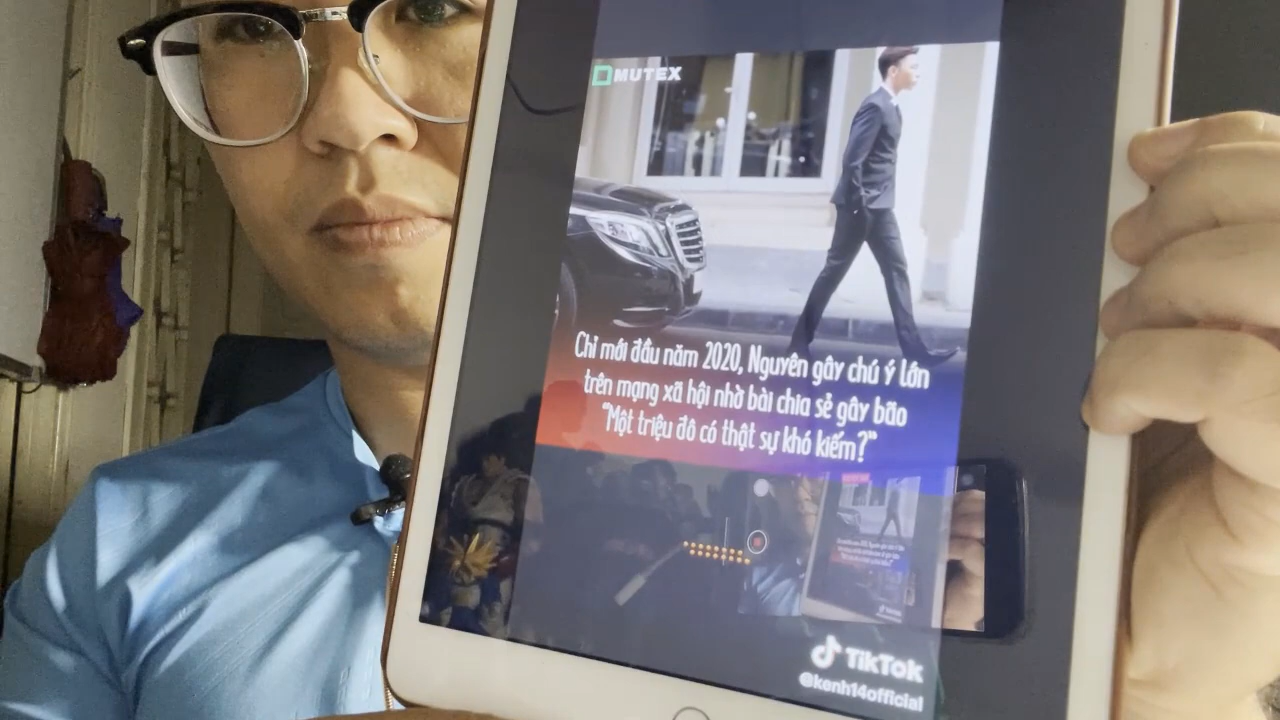 MUTEX
Chỉ mới đầu năm 2020, Nguyên gây chú ý lớn
trên mạng xã hội nhờ bài chia sẻ gây bão
"Một triệu đô có thật sự khó kiếm?"
TikTok
@kenh14official